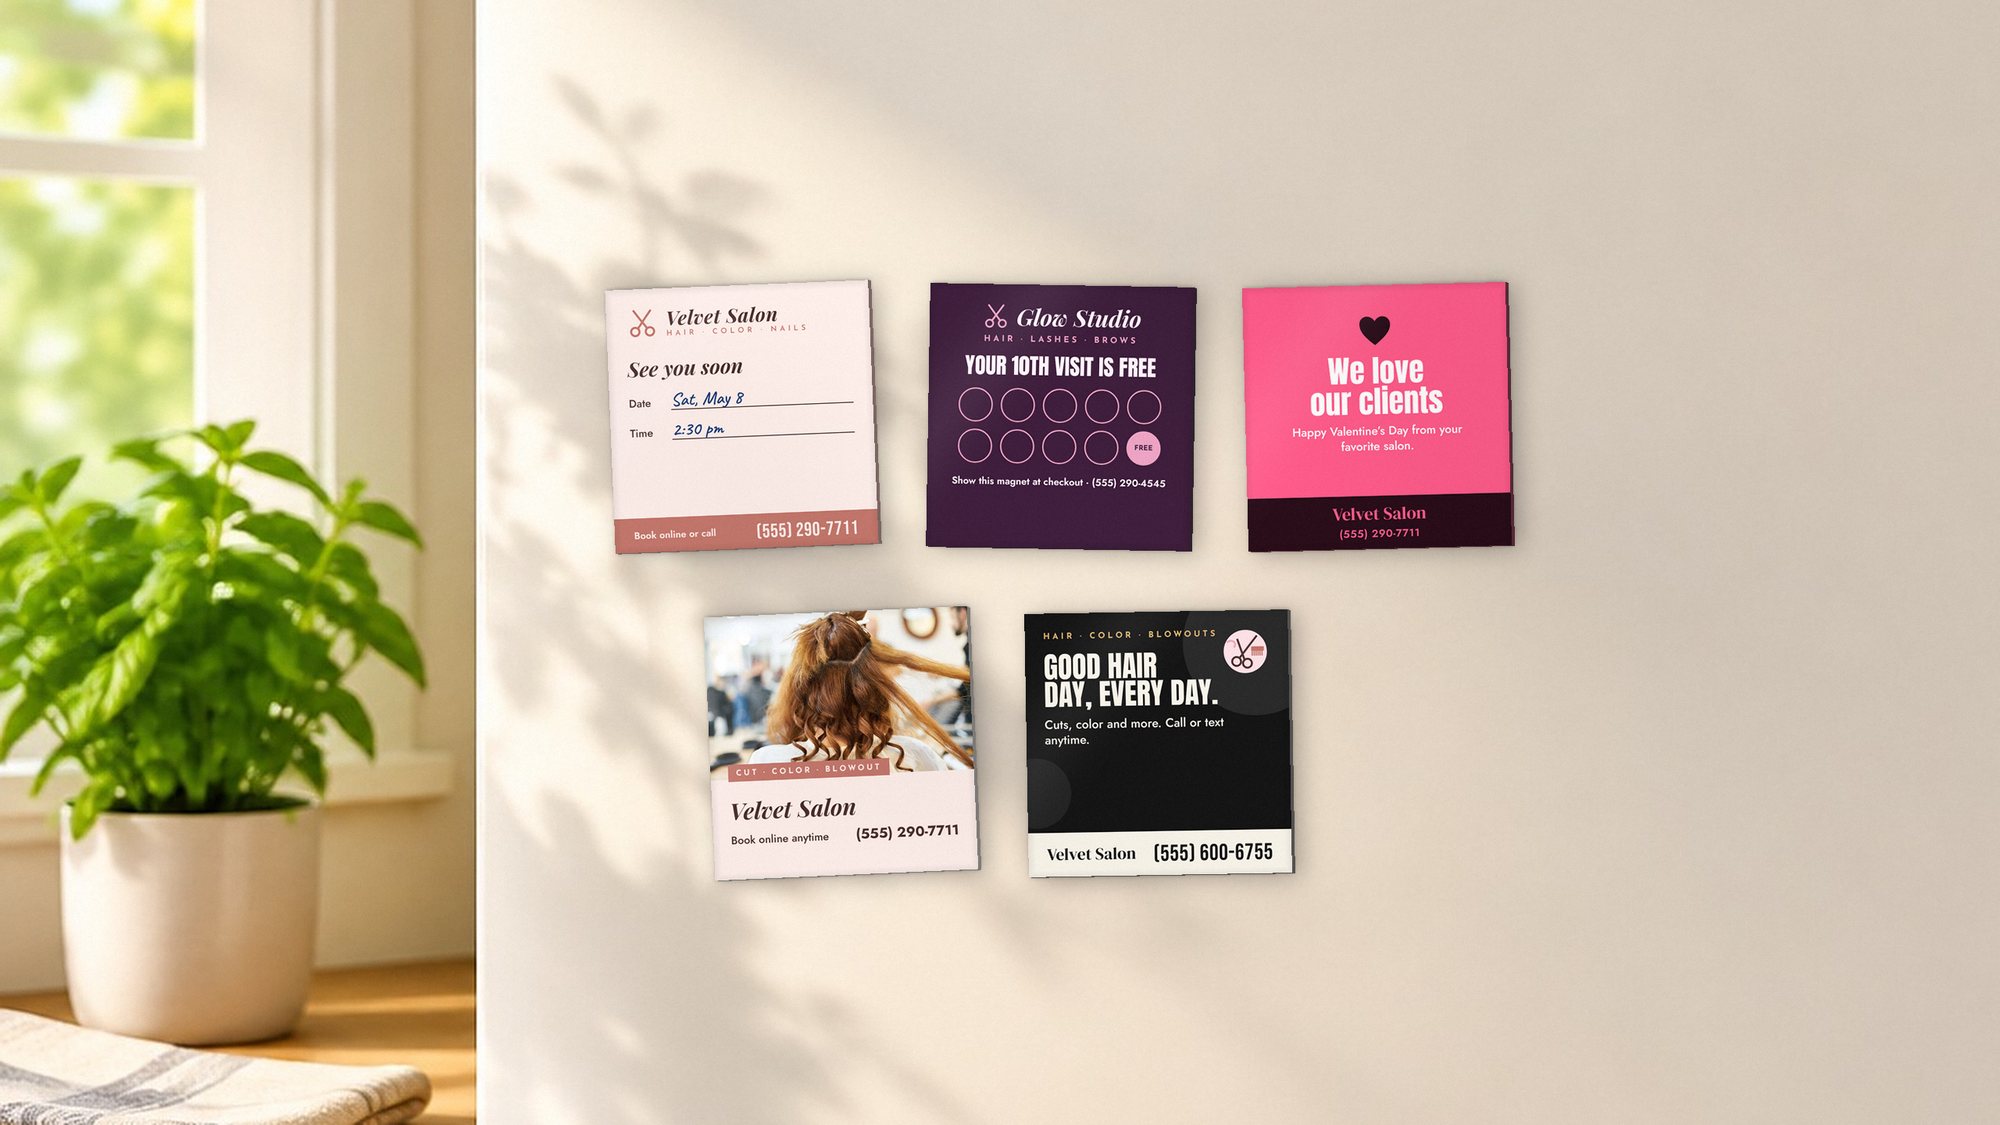 Velvet Salon
HAIR · COLOR · NAILS
See you soon
Date Sat, May 8
Time 2:30 pm
Book online or call (555) 290-7711
Glow Studio
HAIR · LASHES · BROWS
YOUR 10TH VISIT IS FREE
FREE
Show this magnet at checkout · (555) 290-4545
We love
our clients
Happy Valentine's Day from your
favorite salon.
Velvet Salon
(555) 290-7711
CUT · COLOR · BLOWOUT
Velvet Salon
Book online anytime (555) 290-7711
HAIR · COLOR · BLOWOUTS
GOOD HAIR
DAY, EVERY DAY.
Cuts, color and more. Call or text
anytime.
Velvet Salon (555) 600-6755